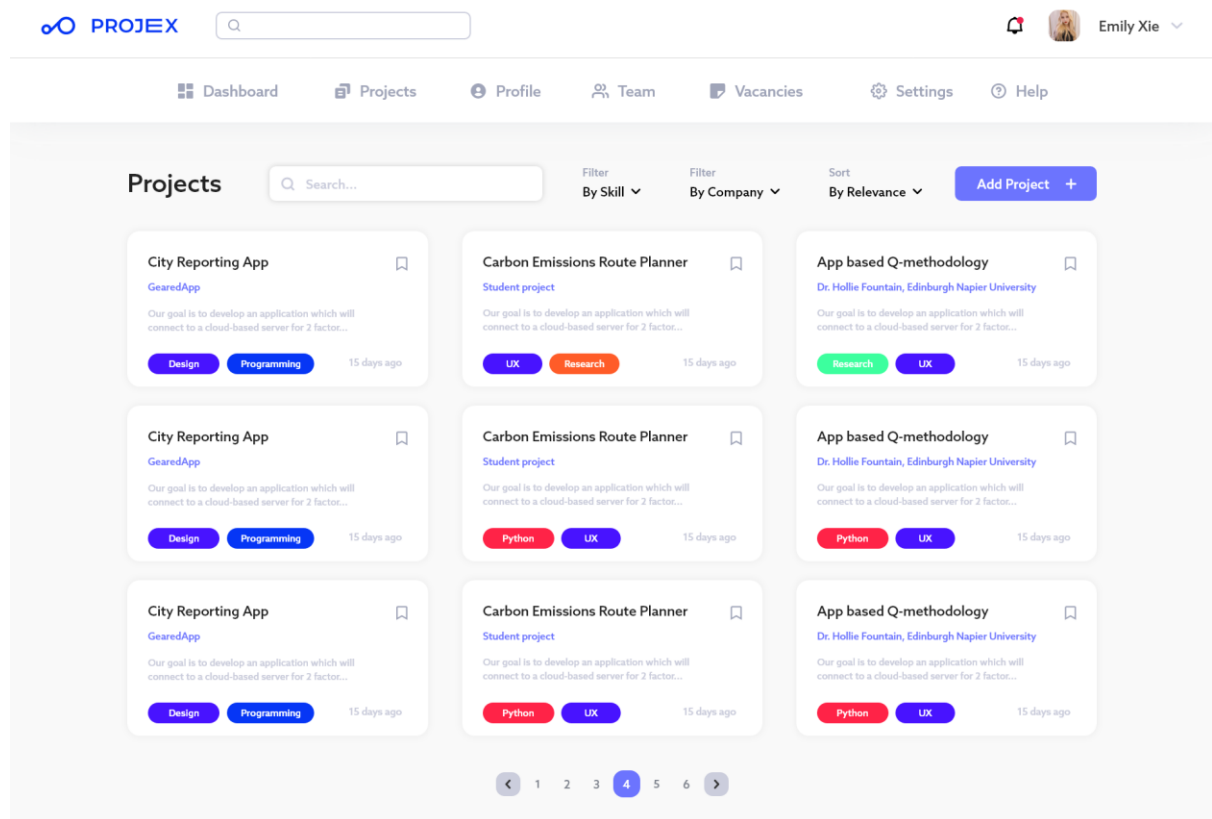 PROJEX
Emily Xie
Dashboard Projects Profile Team Vacancies Settings Help
Projects
Search...
Filter
By Skill
Filter
By Company
Sort
By Relevance
Add Project +
City Reporting App
GearedApp
Our goal is to develop an application which will
connect to a cloud-based server for 2 factor...
Design Programming 15 days ago
Carbon Emissions Route Planner
Student project
Our goal is to develop an application which will
connect to a cloud-based server for 2 factor...
UX Research 15 days ago
App based Q-methodology
Dr. Hollie Fountain, Edinburgh Napier University
Our goal is to develop an application which will
connect to a cloud-based server for 2 factor...
Research UX 15 days ago
City Reporting App
GearedApp
Our goal is to develop an application which will
connect to a cloud-based server for 2 factor...
Design Programming 15 days ago
Carbon Emissions Route Planner
Student project
Our goal is to develop an application which will
connect to a cloud-based server for 2 factor...
Python UX 15 days ago
App based Q-methodology
Dr. Hollie Fountain, Edinburgh Napier University
Our goal is to develop an application which will
connect to a cloud-based server for 2 factor...
Python UX 15 days ago
City Reporting App
GearedApp
Our goal is to develop an application which will
connect to a cloud-based server for 2 factor...
Design Programming 15 days ago
Carbon Emissions Route Planner
Student project
Our goal is to develop an application which will
connect to a cloud-based server for 2 factor...
Python UX 15 days ago
App based Q-methodology
Dr. Hollie Fountain, Edinburgh Napier University
Our goal is to develop an application which will
connect to a cloud-based server for 2 factor...
Python UX 15 days ago
1 2 3 4 5 6